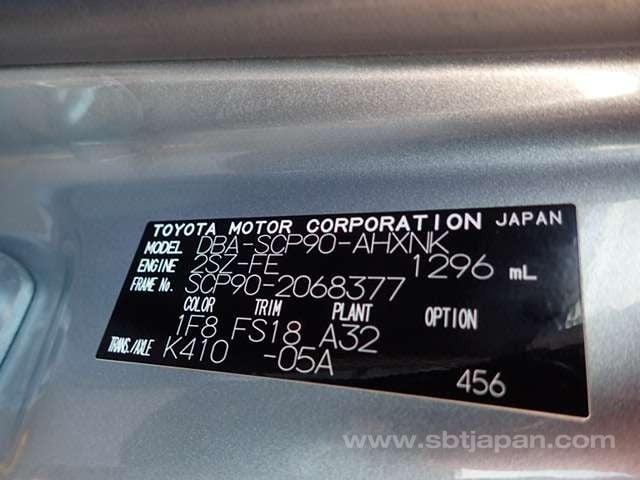 TOYOTA MOTOR CORPORATION JAPAN
MODEL DBA-SCP90-AHXNK
ENGINE 2SZ-FE 1296 mL
FRAME No. SCP90-2068377
COLOR TRIM PLANT OPTION
1F8 FS18 A32
TRANS./AXLE K410 -05A
456
www.sbtjapan.com